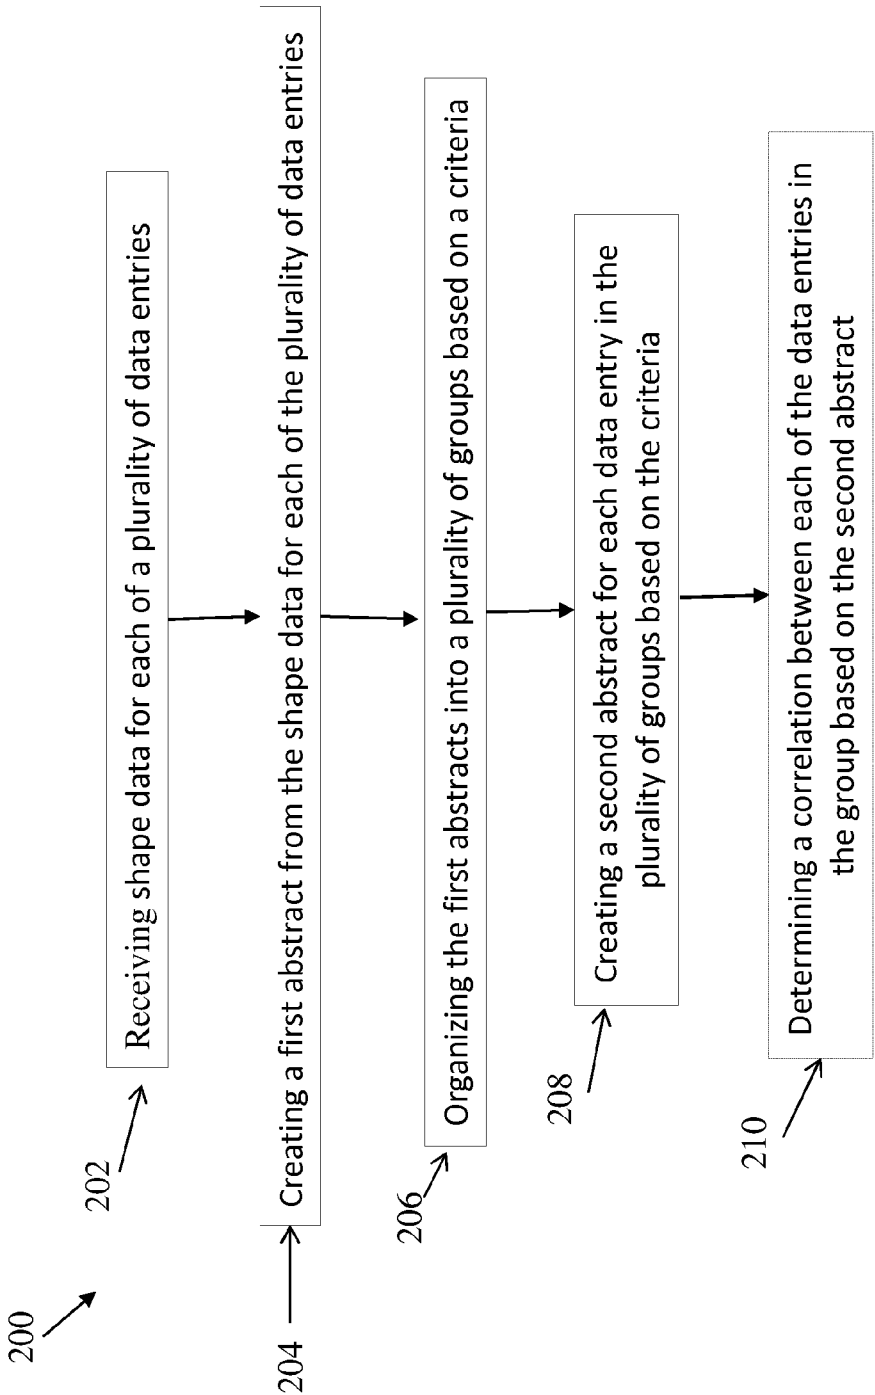 200
202
Receiving shape data for each of a plurality of data entries
204
Creating a first abstract from the shape data for each of the plurality of data entries
206
Organizing the first abstracts into a plurality of groups based on a criteria
208
Creating a second abstract for each data entry in the
plurality of groups based on the criteria
210
Determining a correlation between each of the data entries in
the group based on the second abstract